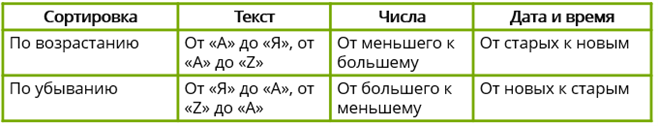 Сортировка Текст Числа Дата и время
По возрастанию От «А» до «Я», от От меньшего к От старых к новым
«A» до «Z» большему
По убыванию От «Я» до «А», от От большего к От новых к старым
«Z» до «A» меньшему